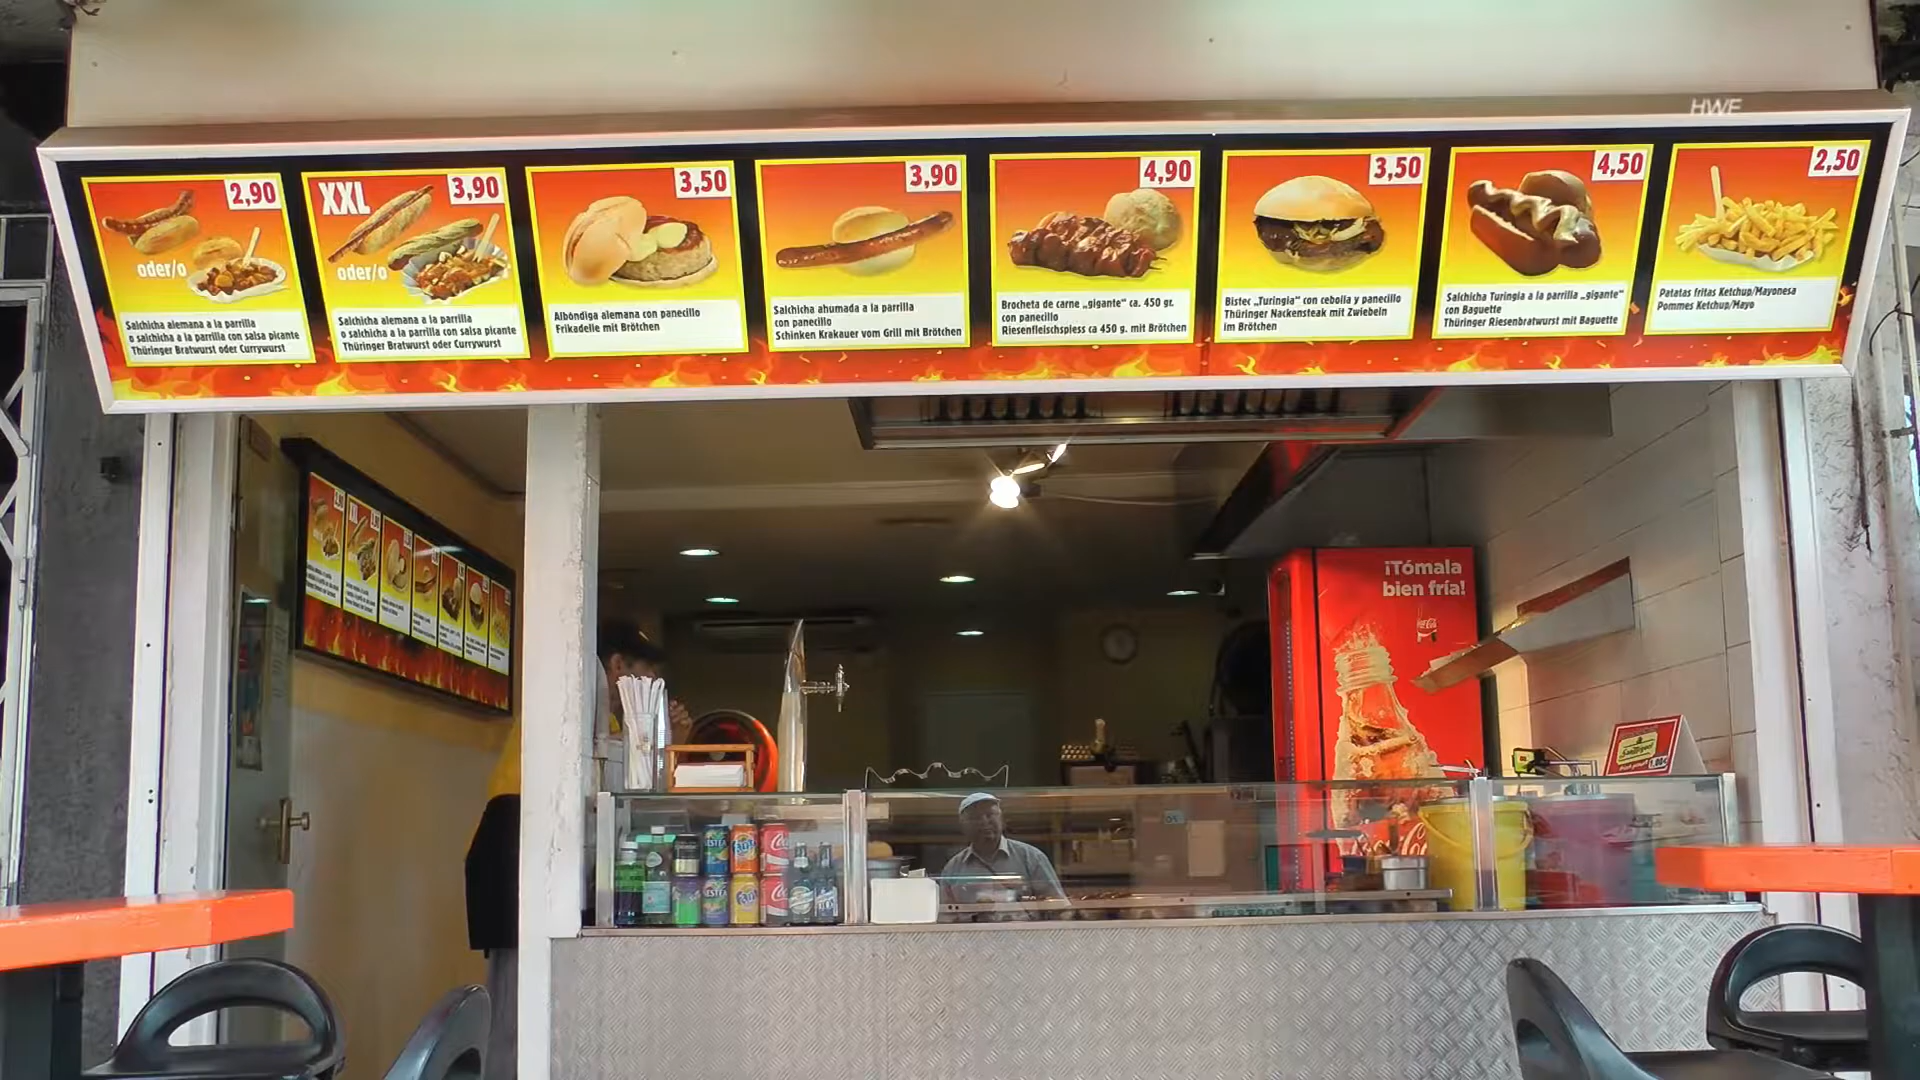 HWE
2,90
oder/o
Salchicha alemana a la parrilla
o salchicha a la parrilla con salsa picante
Thüringer Bratwurst oder Currywurst
XXL
3,90
oder/o
Salchicha alemana a la parrilla
o salchicha a la parrilla con salsa picante
Thüringer Bratwurst oder Currywurst
3,50
Albóndiga alemana con panecillo
Frikadelle mit Brötchen
3,90
Salchicha ahumada a la parrilla
con panecillo
Schinken Krakauer vom Grill mit Brötchen
4,90
Brocheta de carne „gigante“ ca. 450 gr.
con panecillo
Riesenfleischspiess ca 450 g. mit Brötchen
3,50
Bistec „Turingia“ con cebolla y panecillo
Thüringer Nackensteak mit Zwiebeln
im Brötchen
4,50
Salchicha Turingia a la parrilla „gigante“
con Baguette
Thüringer Riesenbratwurst mit Baguette
2,50
Patatas fritas Ketchup/Mayonesa
Pommes Ketchup/Mayo
¡Tómala
bien fría!